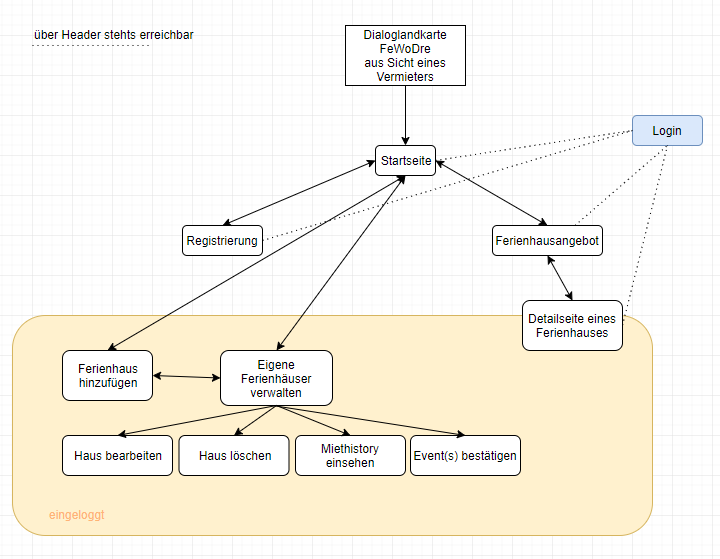 über Header stehts erreichbar
Dialoglandkarte
FeWoDre
aus Sicht eines
Vermieters
Login
Startseite
Registrierung
Ferienhausangebot
Detailseite eines
Ferienhauses
Ferienhaus
hinzufügen
Eigene
Ferienhäuser
verwalten
Haus bearbeiten
Haus löschen
Miethistory
einsehen
Event(s) bestätigen
eingeloggt